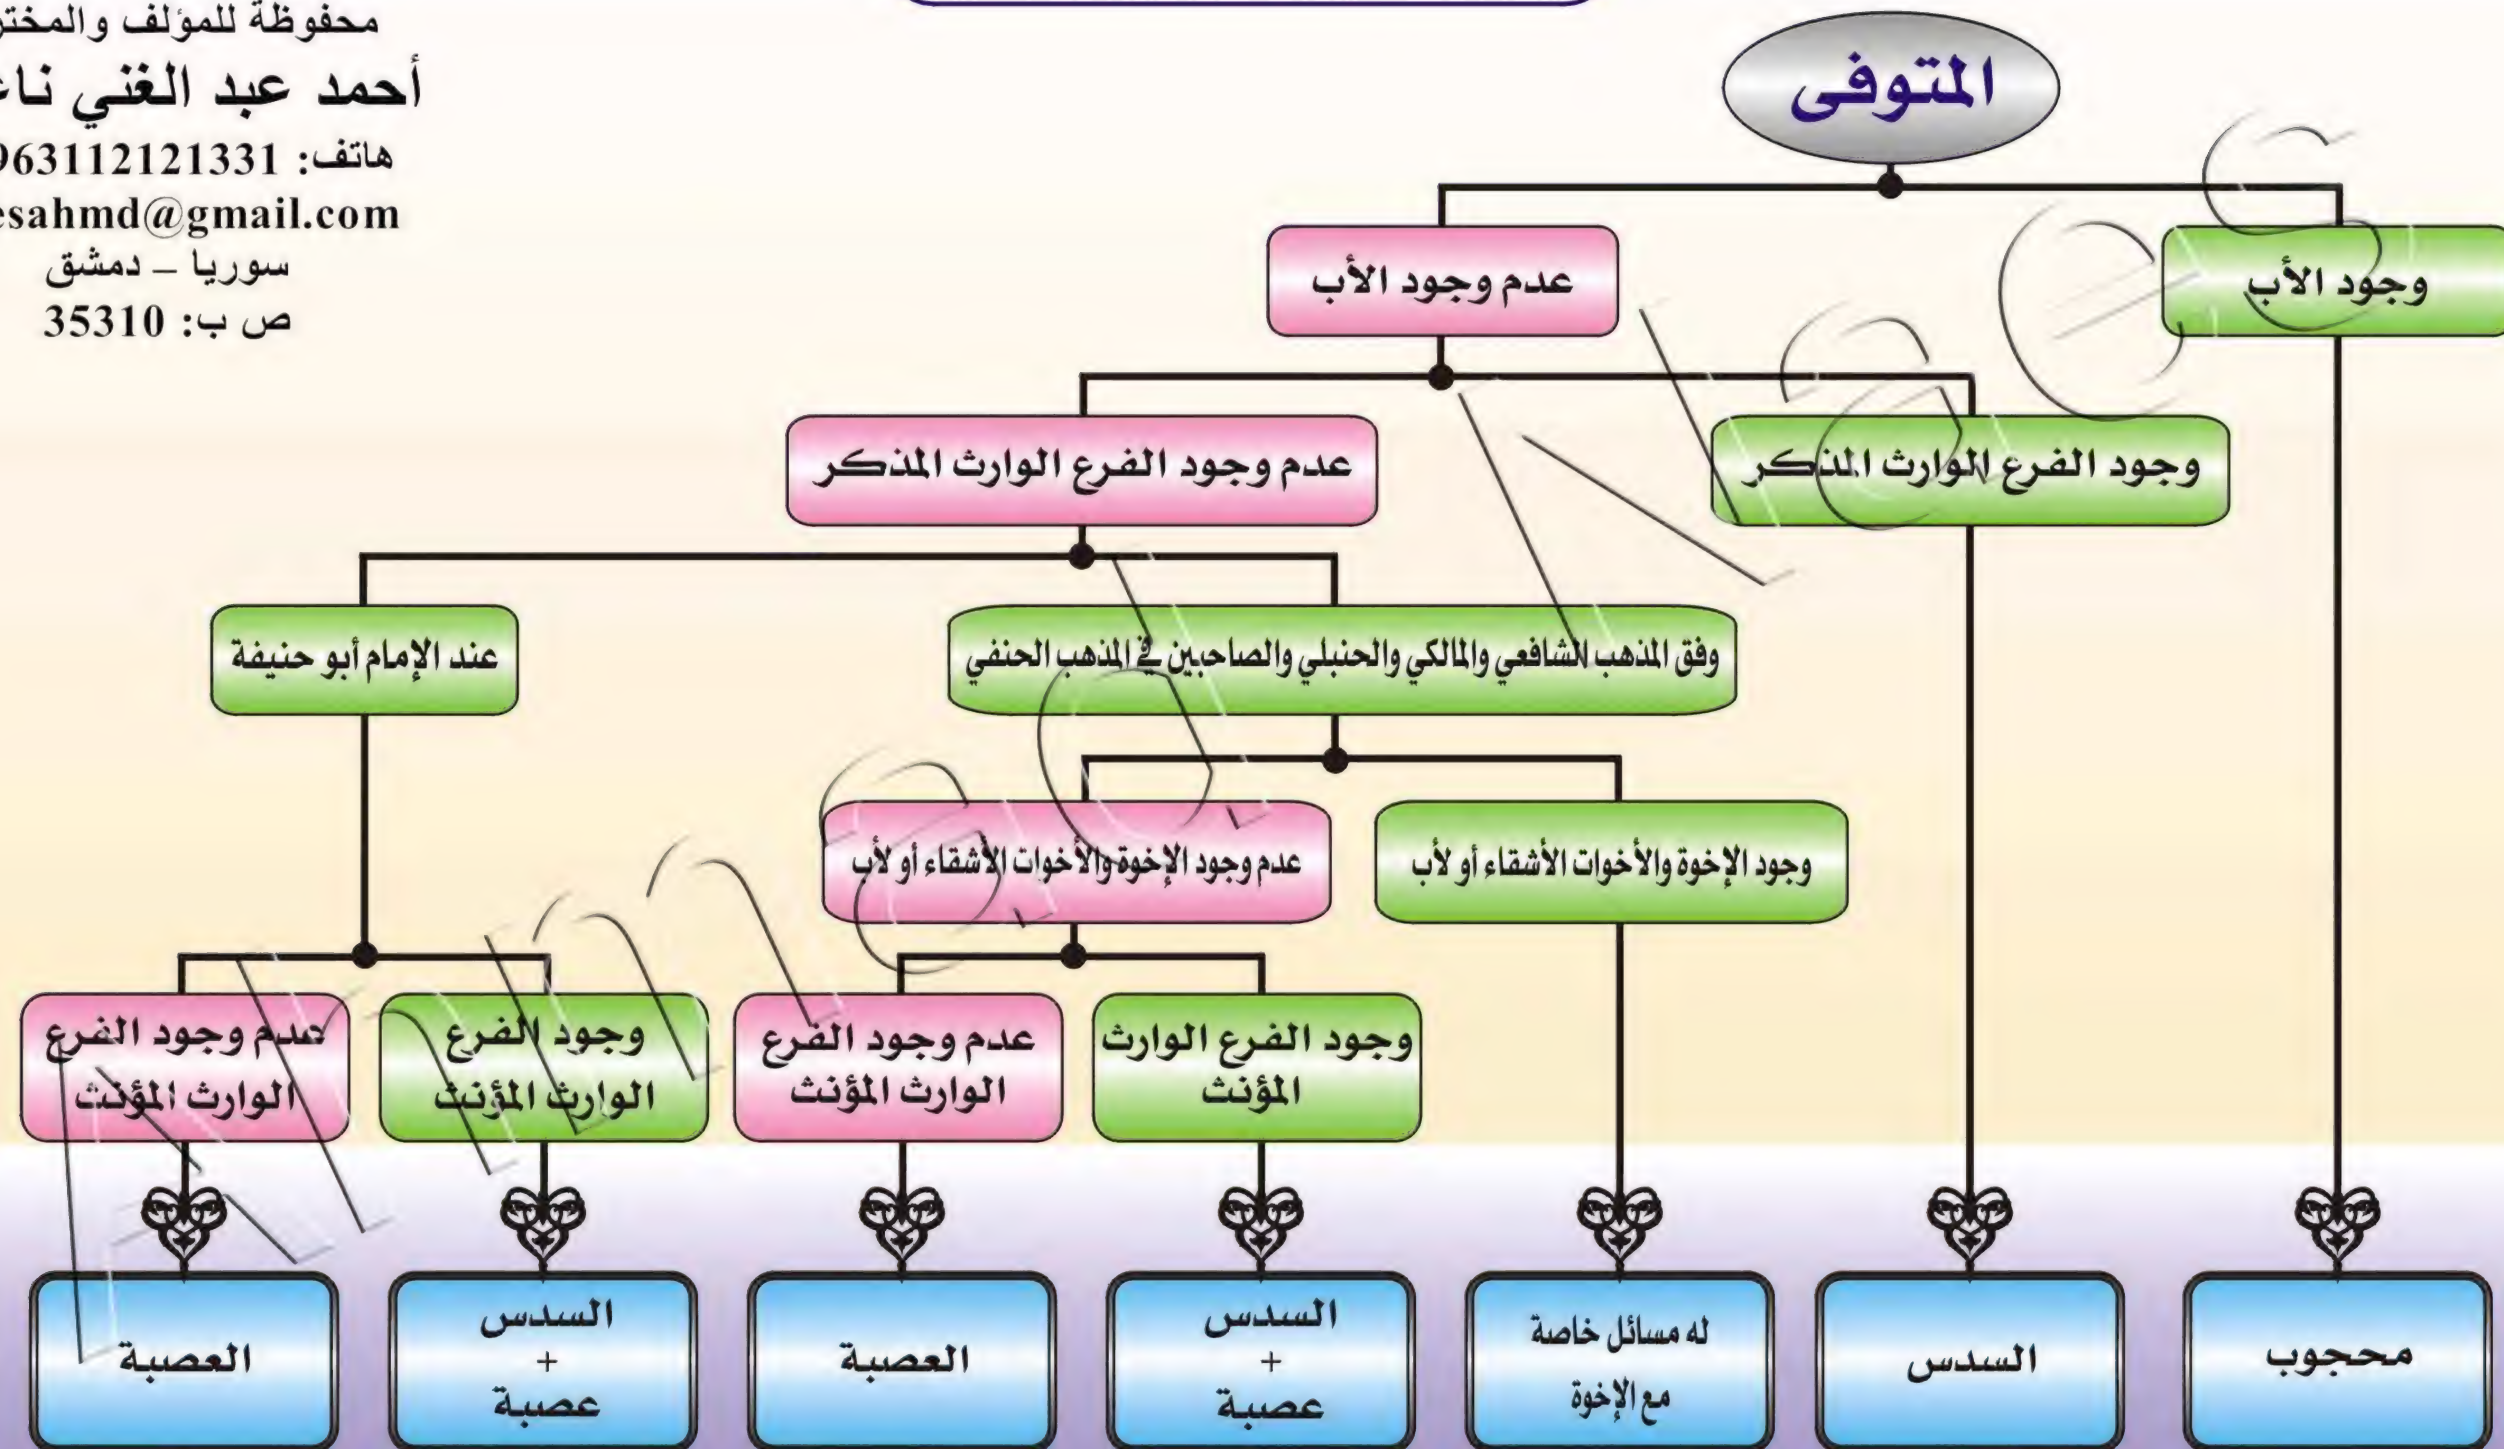 محفوظة للمؤلف
أحمد عبد الغني
هاتف: 963112121331
esahmd@gmail.com
سوريا – دمشق
ص ب: 35310
المتوفى
وجود الأب
عدم وجود الأب
وجود الفرع الوارث المذكر
عدم وجود الفرع الوارث المذكر
وفق المذهب الشافعي والمالكي والحنبلي والصاحبين في المذهب الحنفي
عند الإمام أبو حنيفة
وجود الإخوة والأخوات الأشقاء أو لأب
عدم وجود الإخوة والأخوات الأشقاء أو لأب
وجود الفرع الوارث
المؤنث
عدم وجود الفرع
الوارث المؤنث
وجود الفرع
الوارث المؤنث
عدم وجود الفرع
الوارث المؤنث
محجوب
السدس
له مسائل خاصة
مع الإخوة
السدس
+
عصبة
العصبة
السدس
+
عصبة
العصبة